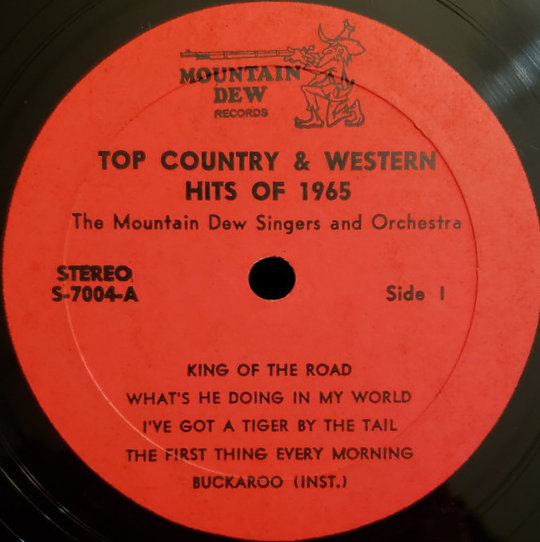 MOUNTAIN
DEW
RECORDS
TOP COUNTRY & WESTERN
HITS OF 1965
The Mountain Dew Singers and Orchestra
STEREO
S-7004-A
Side 1
KING OF THE ROAD
WHAT'S HE DOING IN MY WORLD
I'VE GOT A TIGER BY THE TAIL
THE FIRST THING EVERY MORNING
BUCKAROO (INST.)